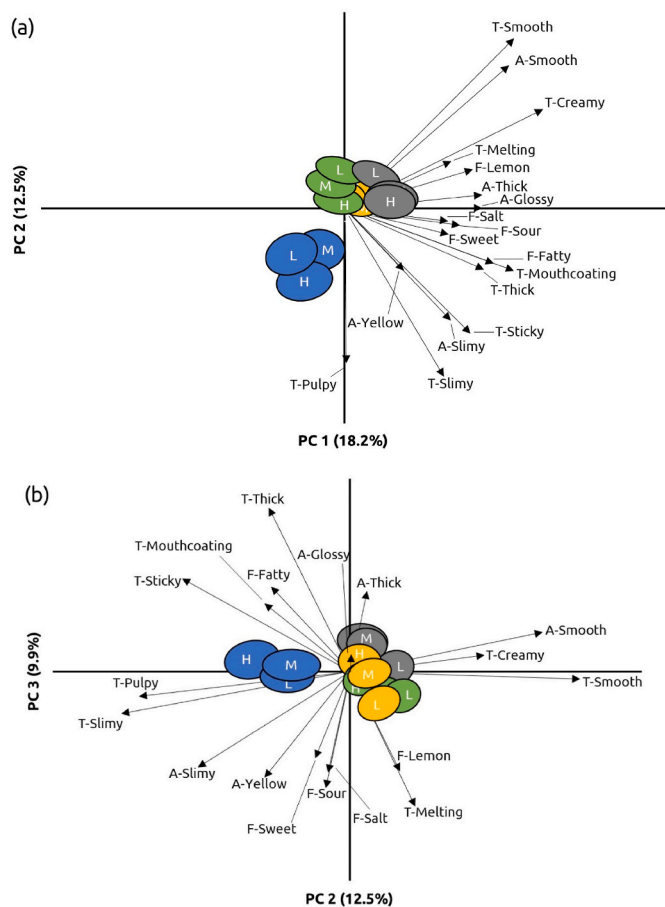 (a)
T-Smooth
A-Smooth
T-Creamy
T-Melting
F-Lemon
A-Thick
A-Glossy
F-Salt
F-Sour
F-Sweet
F-Fatty
T-Mouthcoating
T-Thick
A-Yellow
T-Sticky
A-Slimy
T-Pulpy
T-Slimy
L
L
M
H
H
M
L
H
PC 2 (12.5%)
PC 1 (18.2%)
(b)
T-Thick
T-Mouthcoating
A-Glossy
F-Fatty
T-Sticky
A-Thick
A-Smooth
T-Creamy
T-Smooth
M
H
H
M
L
M
L
H
L
L
T-Pulpy
T-Slimy
A-Slimy
A-Yellow
F-Lemon
F-Sour
T-Melting
F-Salt
F-Sweet
PC 3 (9.9%)
PC 2 (12.5%)